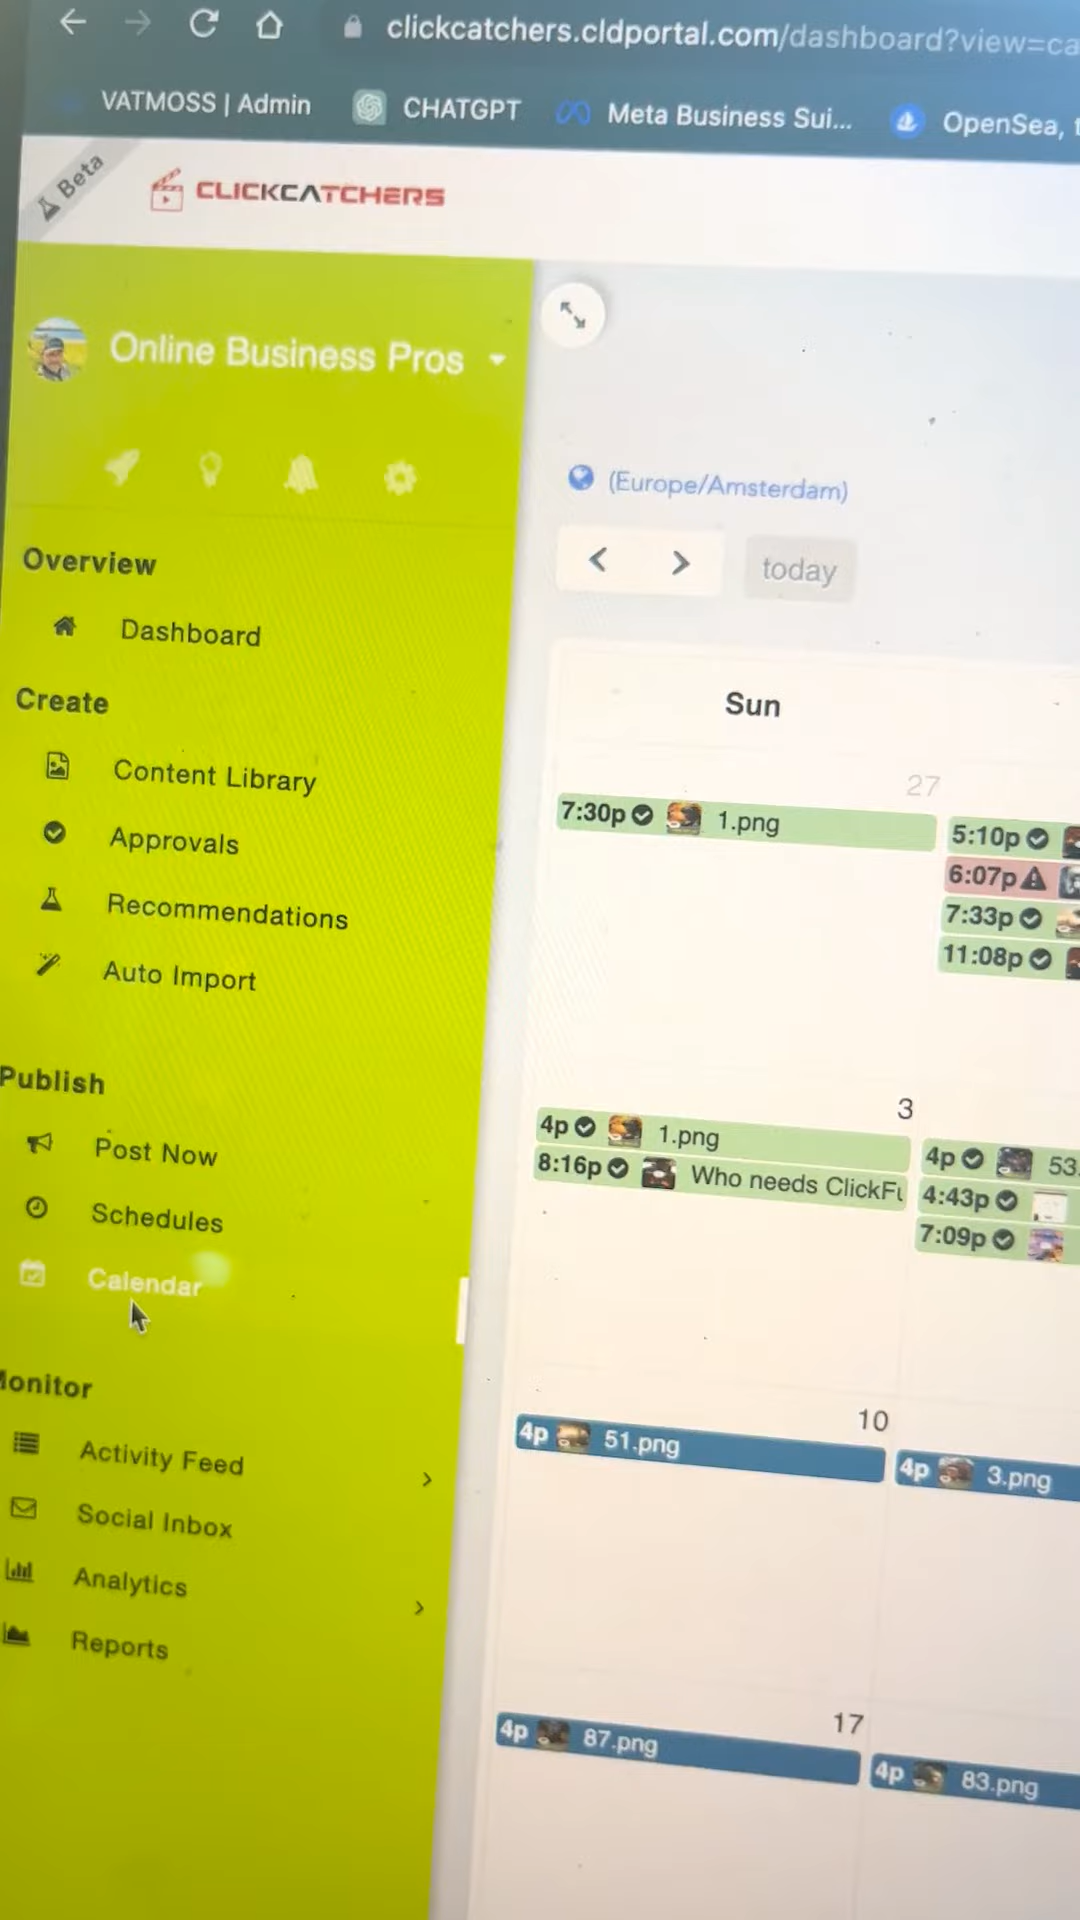 clickcatchers.cldportal.com/dashboard?view=ca
VATMOSS | Admin
CHATGPT
Meta Business Sui...
OpenSea, t
Beta
CLICKCATCHERS
Online Business Pros
(Europe/Amsterdam)
today
Overview
Dashboard
Create
Content Library
Approvals
Recommendations
Auto Import
Publish
Post Now
Schedules
Calendar
Monitor
Activity Feed
Social Inbox
Analytics
Reports
Sun
27
7:30p 1.png
5:10p
6:07p
7:33p
11:08p
3
4p 1.png
8:16p Who needs ClickFu
4p 53.
4:43p
7:09p
10
4p 51.png
4p 3.png
17
4p 87.png
4p 83.png